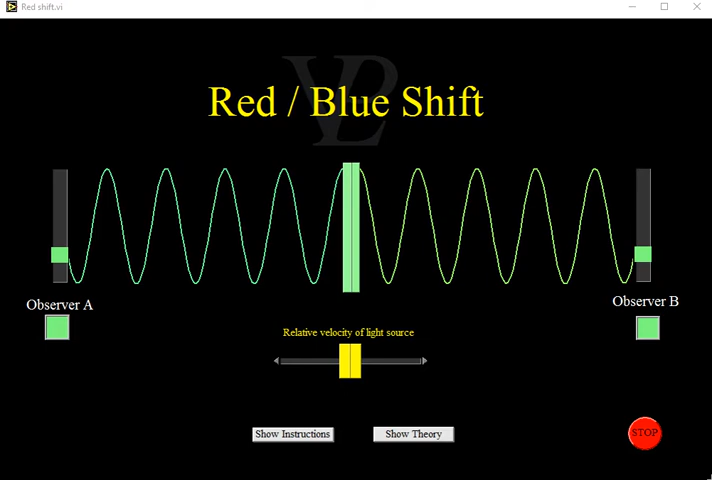 Red shift.vi
Red / Blue Shift
Observer A
Observer B
Relative velocity of light source
Show Instructions
Show Theory
STOP